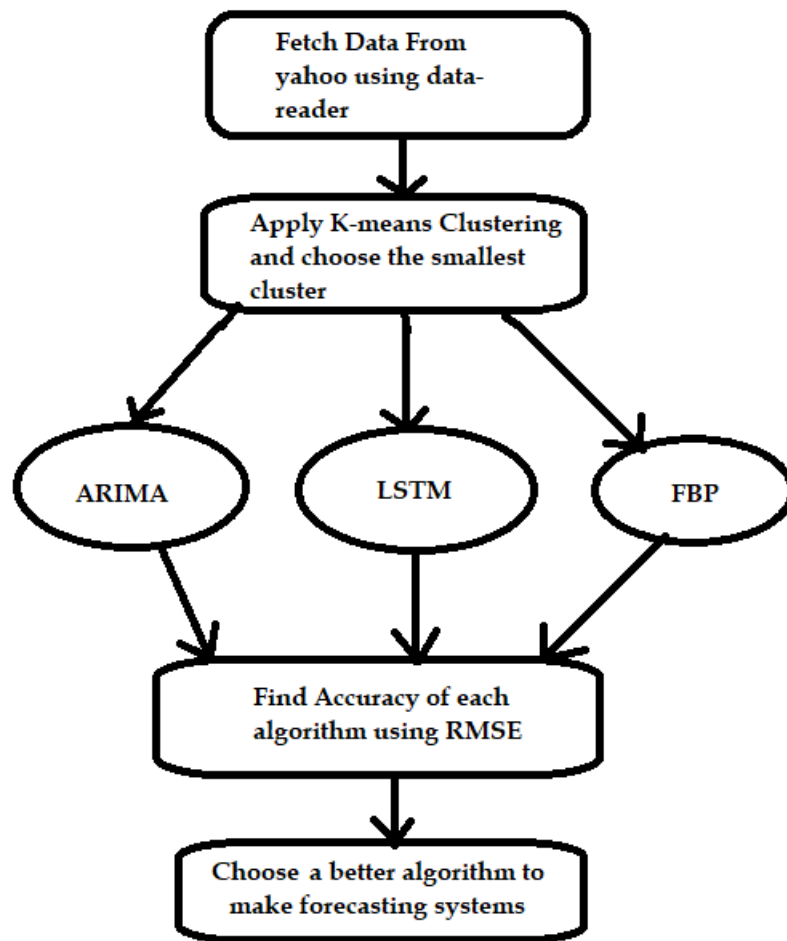 Fetch Data From
yahoo using data-
reader
Apply K-means Clustering
and choose the smallest
cluster
ARIMA
LSTM
FBP
Find Accuracy of each
algorithm using RMSE
Choose a better algorithm to
make forecasting systems